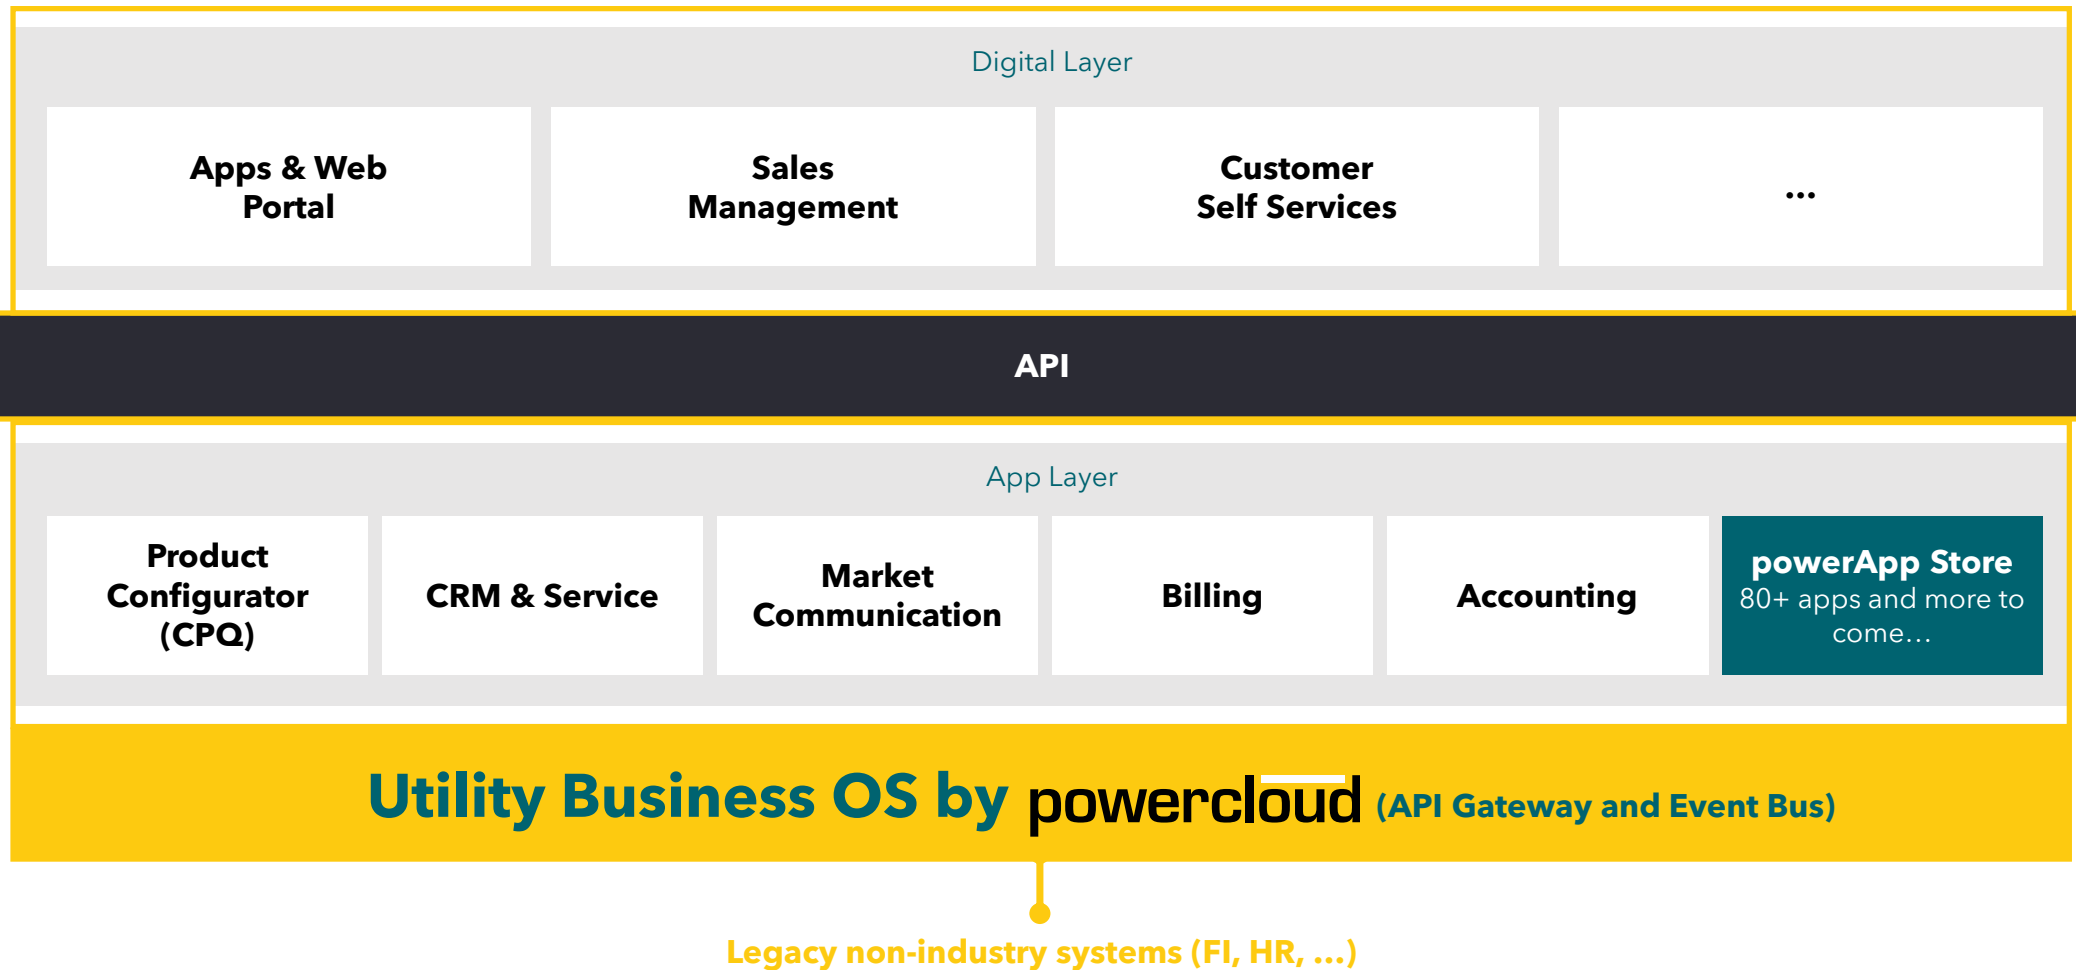 Digital Layer
Apps & Web
Portal
Sales
Management
Customer
Self Services
...
API
App Layer
Product
Configurator
(CPQ)
CRM & Service
Market
Communication
Billing
Accounting
powerApp Store
80+ apps and more to
come…
Utility Business OS by powercloud (API Gateway and Event Bus)
Legacy non-industry systems (FI, HR, …)